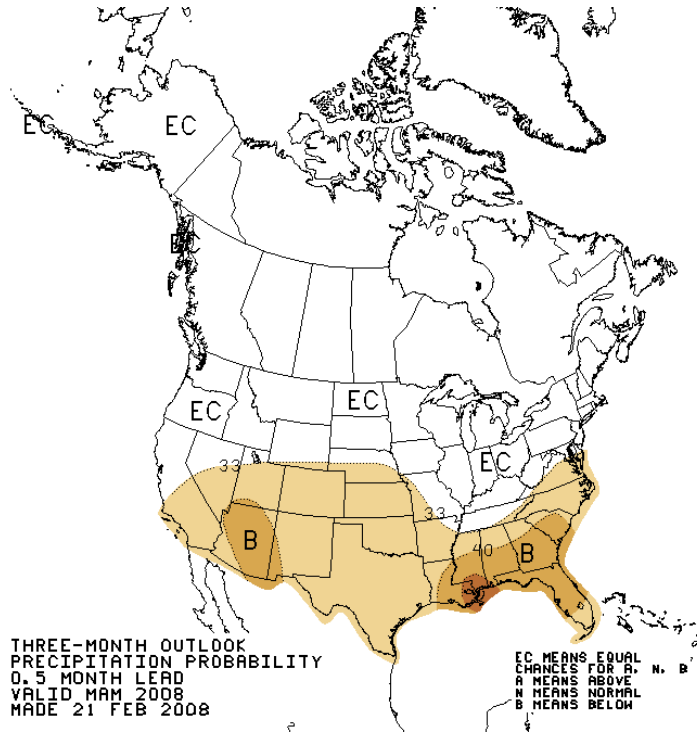 EC
EC
EC
EC
EC
EC
33
33
40
B
B
THREE-MONTH OUTLOOK
PRECIPITATION PROBABILITY
0.5 MONTH LEAD
VALID MAM 2008
MADE 21 FEB 2008
EC MEANS EQUAL
CHANCES FOR A, N, B
A MEANS ABOVE
N MEANS NORMAL
B MEANS BELOW